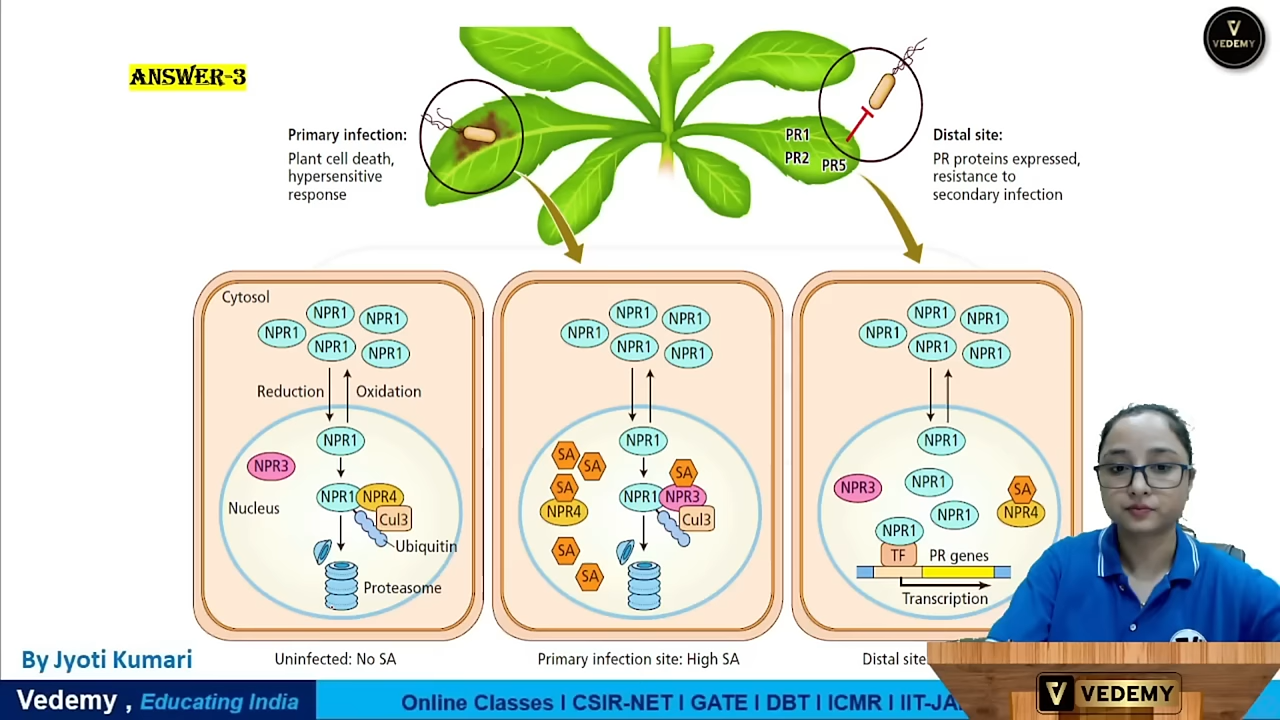 VEDEMY
ANSWER-3
Primary infection:
Plant cell death,
hypersensitive
response
PR1
PR2
PR5
Distal site:
PR proteins expressed,
resistance to
secondary infection
Cytosol
NPR1
NPR1
NPR1
NPR1
NPR1
Reduction
Oxidation
NPR1
NPR3
NPR1
NPR4
Nucleus
Cul3
Ubiquitin
Proteasome
Uninfected: No SA
NPR1
NPR1
NPR1
NPR1
NPR1
NPR1
SA
SA
SA
SA
NPR1
NPR3
NPR4
Cul3
SA
SA
Primary infection site: High SA
NPR1
NPR1
NPR1
NPR1
NPR1
NPR1
NPR3
NPR1
SA
NPR1
NPR4
NPR1
TF
PR genes
Transcription
Distal site
By Jyoti Kumari
Vedemy , Educating India
Online Classes I CSIR-NET I GATE I DBT I ICMR I IIT-JA
VEDEMY